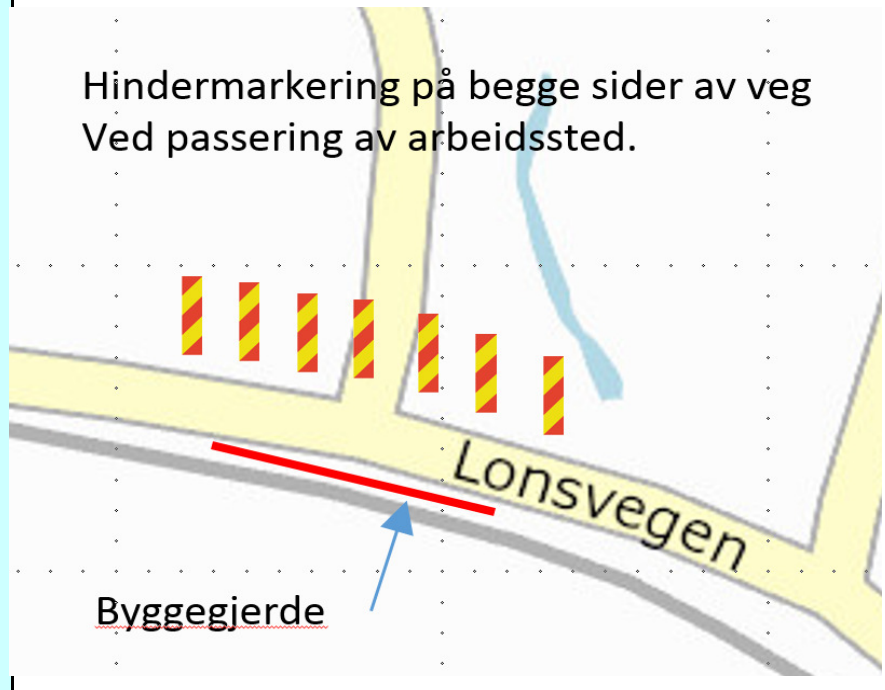 Hindermarkering på begge sider av veg
Ved passering av arbeidssted.
Lonsvegen
Byggegjerde